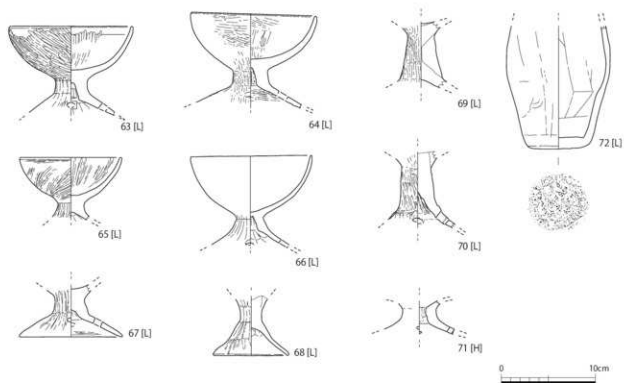 63 [L]
64 [L]
69 [L]
72 [L]
65 [L]
66 [L]
70 [L]
67 [L]
68 [L]
71 [H]
0 10cm